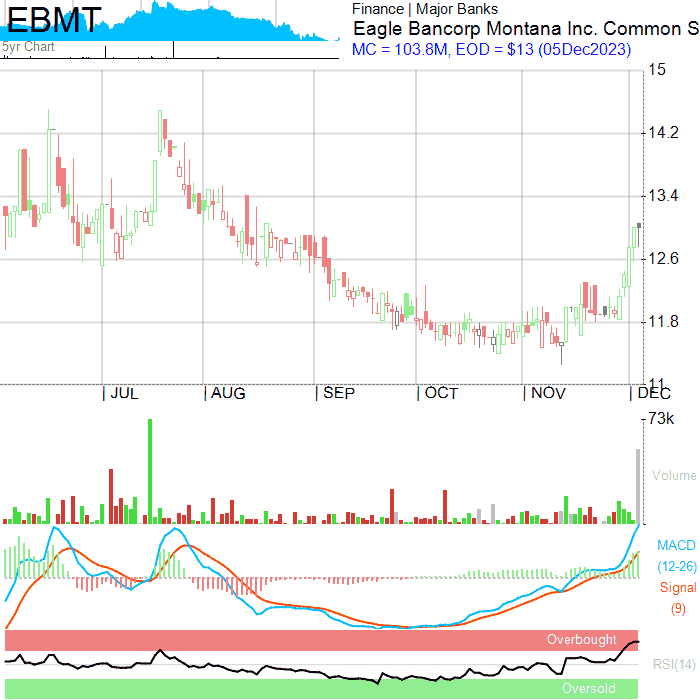 EBMT
5yr Chart
Finance | Major Banks
Eagle Bancorp Montana Inc. Common S
MC = 103.8M, EOD = $13 (05Dec2023)
15
14.2
13.4
12.6
11.8
11
| JUL | AUG | SEP | OCT | NOV | DEC
73k
Volume
MACD
(12-26)
Signal
(9)
Overbought
RSI(14)
Oversold